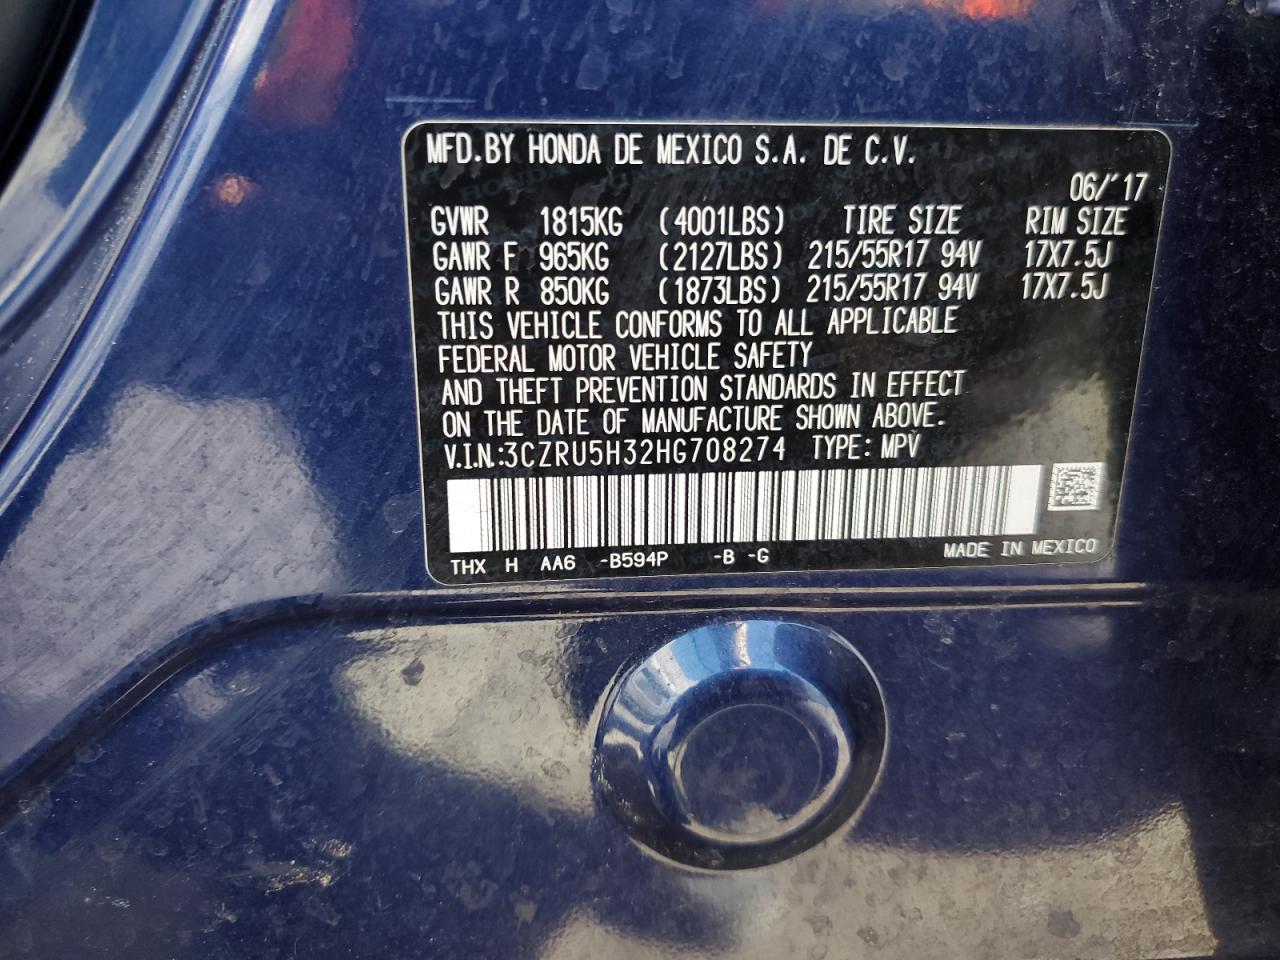 MFD.BY HONDA DE MEXICO S.A. DE C.V.
06/'17
GVWR 1815KG (4001LBS) TIRE SIZE RIM SIZE
GAWR F 965KG (2127LBS) 215/55R17 94V 17X7.5J
GAWR R 850KG (1873LBS) 215/55R17 94V 17X7.5J
THIS VEHICLE CONFORMS TO ALL APPLICABLE
FEDERAL MOTOR VEHICLE SAFETY
AND THEFT PREVENTION STANDARDS IN EFFECT
ON THE DATE OF MANUFACTURE SHOWN ABOVE.
V.I.N.:3CZRU5H32HG708274 TYPE: MPV
THX H AA6 -B594P -B -G MADE IN MEXICO